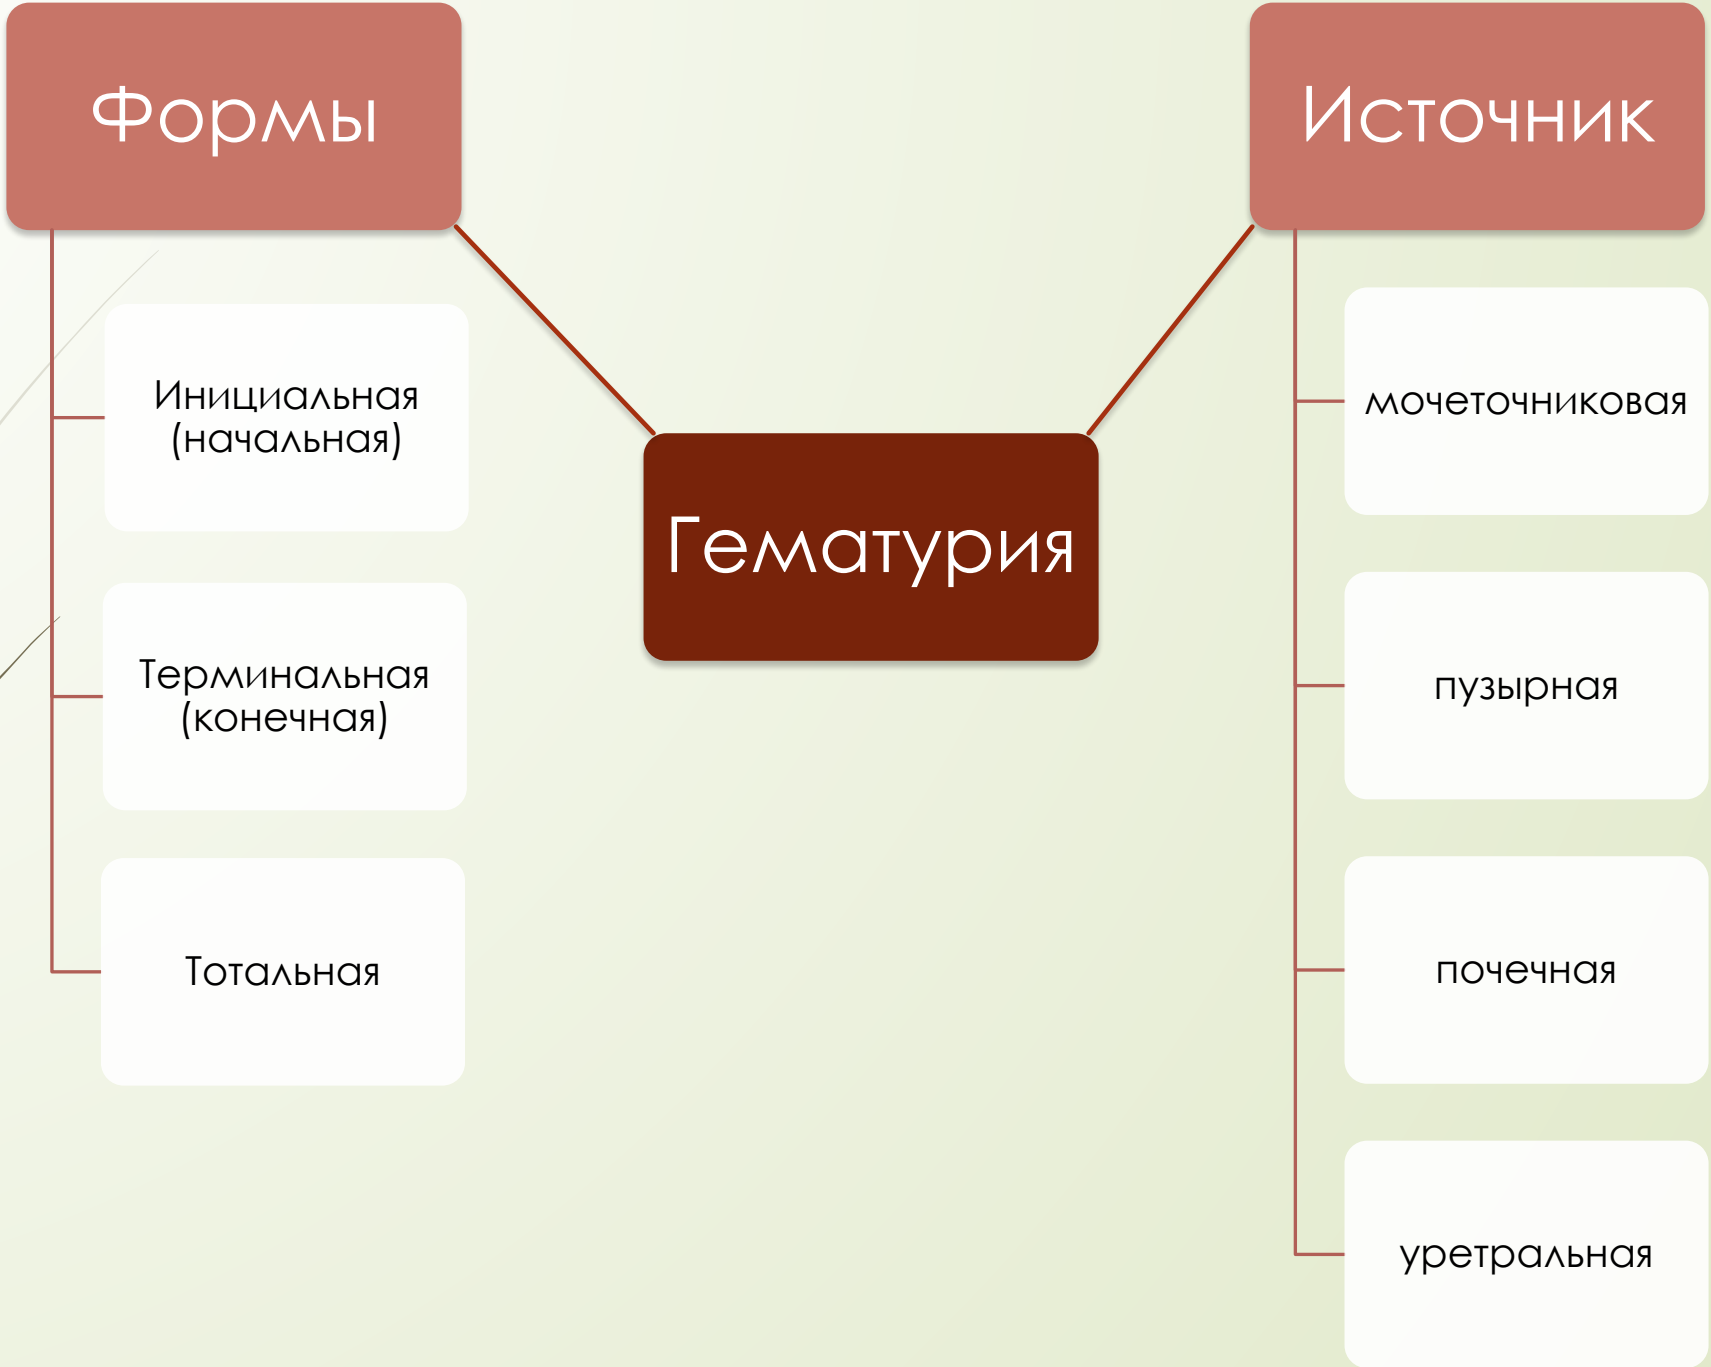 Формы
Инициальная
(начальная)
Терминальная
(конечная)
Тотальная
Гематурия
Источник
мочеточниковая
пузырная
почечная
уретральная